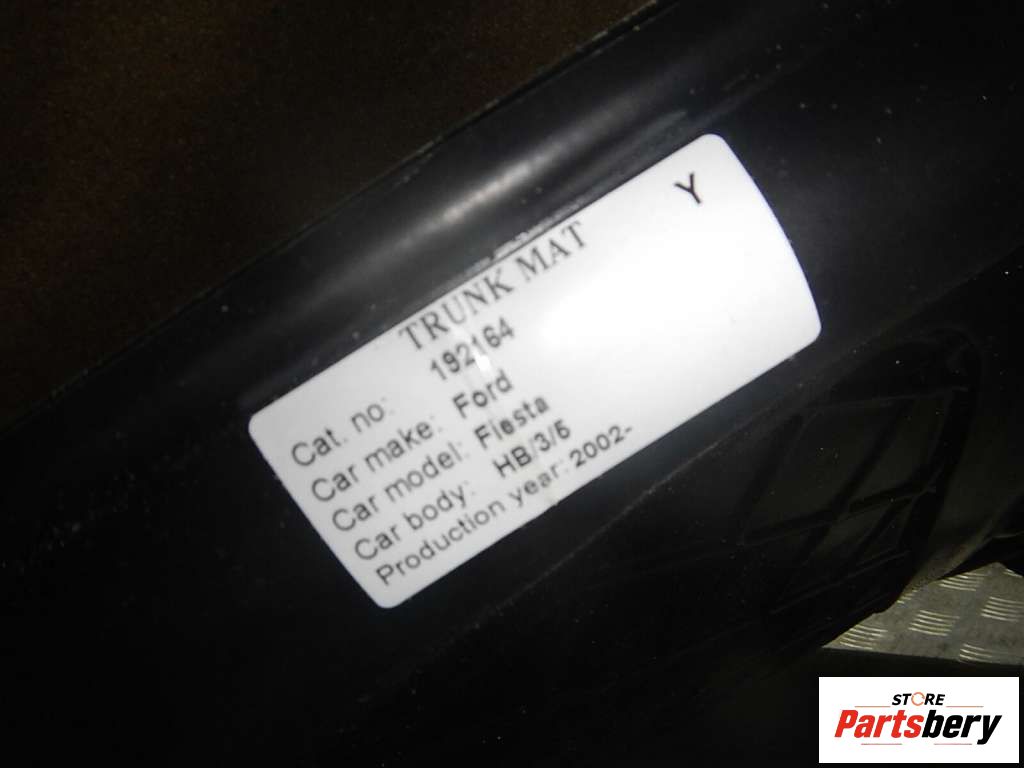 Y
TRUNK MAT
Cat. no: 192164
Car make: Ford
Car model: Fiesta
Car body: HB/3/5
Production year: 2002-
STORE
Partsbery